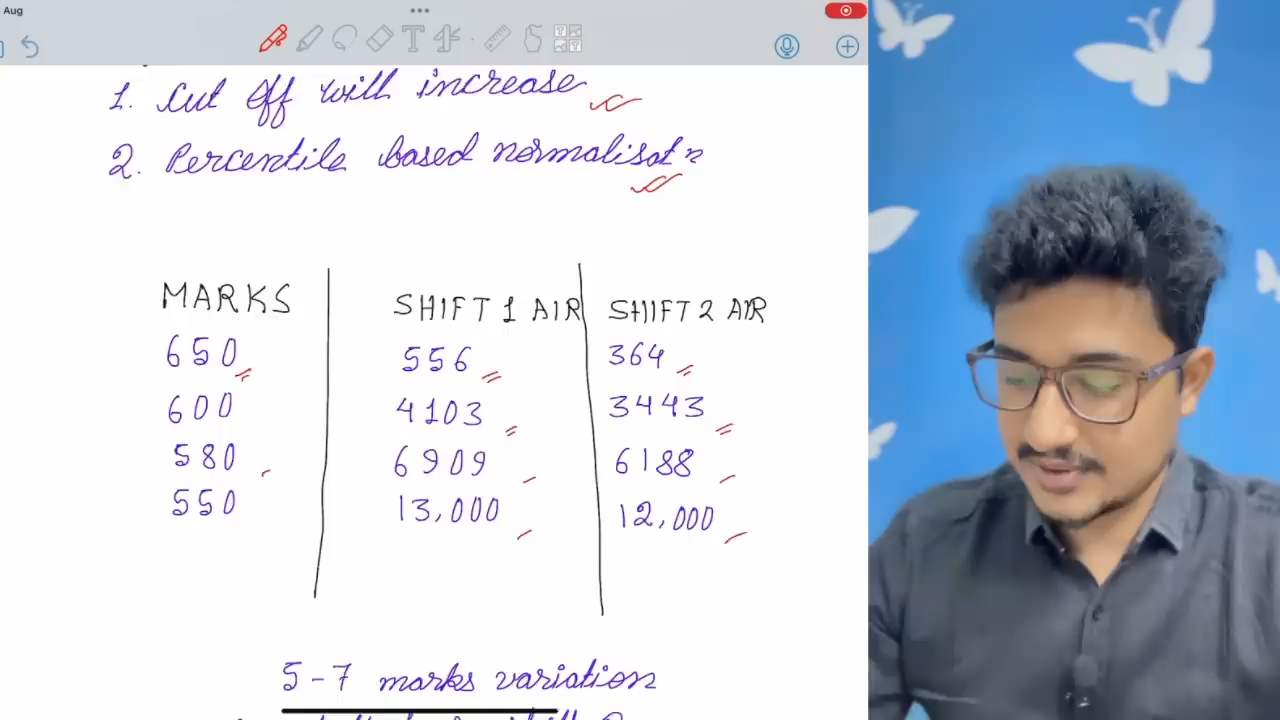 Aug
1. Cut off will increase
2. Percentile based normalisatn
MARKS SHIFT 1 AIR SHIFT 2 AIR
650 556 364
600 4103 3443
580 6909 6188
550 13,000 12,000
5-7 marks variation